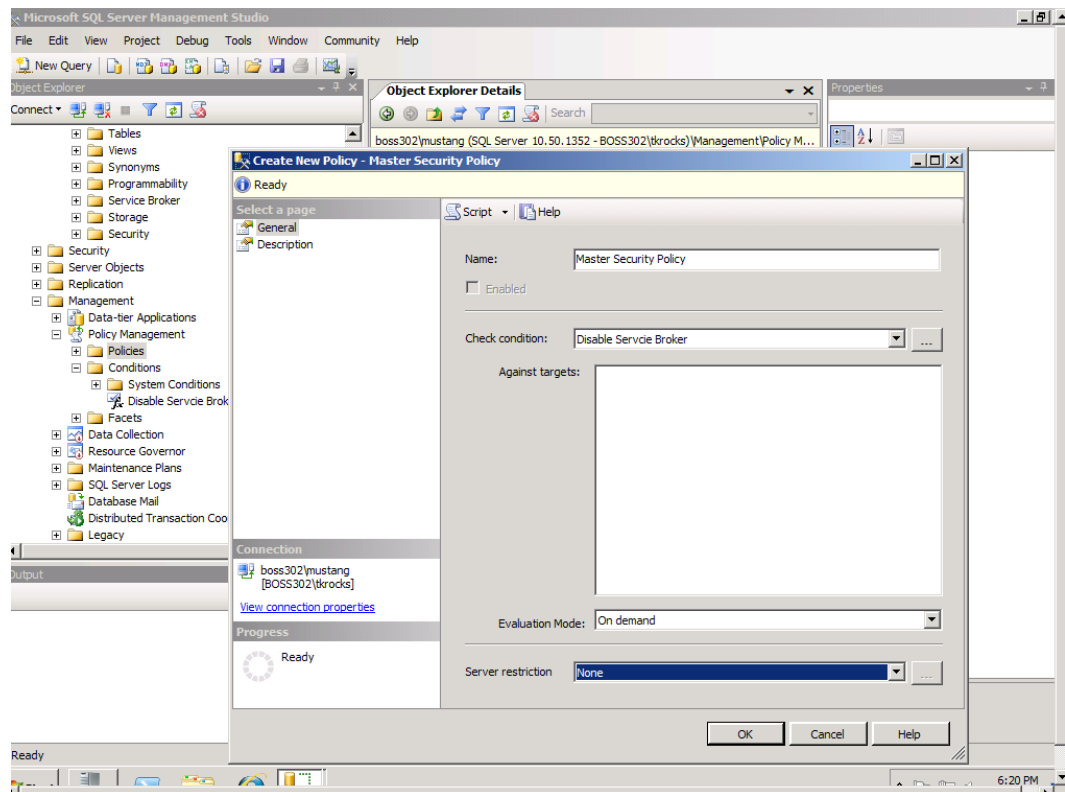 Microsoft SQL Server Management Studio
File Edit View Project Debug Tools Window Community Help
New Query
Object Explorer
Connect
Tables
Views
Synonyms
Programmability
Service Broker
Storage
Security
Security
Server Objects
Replication
Management
Data-tier Applications
Policy Management
Policies
Conditions
System Conditions
Disable Servcie Brok
Facets
Data Collection
Resource Governor
Maintenance Plans
SQL Server Logs
Database Mail
Distributed Transaction Coo
Legacy
Output
Object Explorer Details
Search
boss302\mustang (SQL Server 10.50.1352 - BOSS302\tkrocks)\Management\Policy M...
Properties
Create New Policy - Master Security Policy
Ready
Select a page
General
Description
Script Help
Name: Master Security Policy
Enabled
Check condition: Disable Servcie Broker ...
Against targets:
Evaluation Mode: On demand
Server restriction None ...
Connection
boss302\mustang
[BOSS302\tkrocks]
View connection properties
Progress
Ready
OK Cancel Help
Ready
6:20 PM